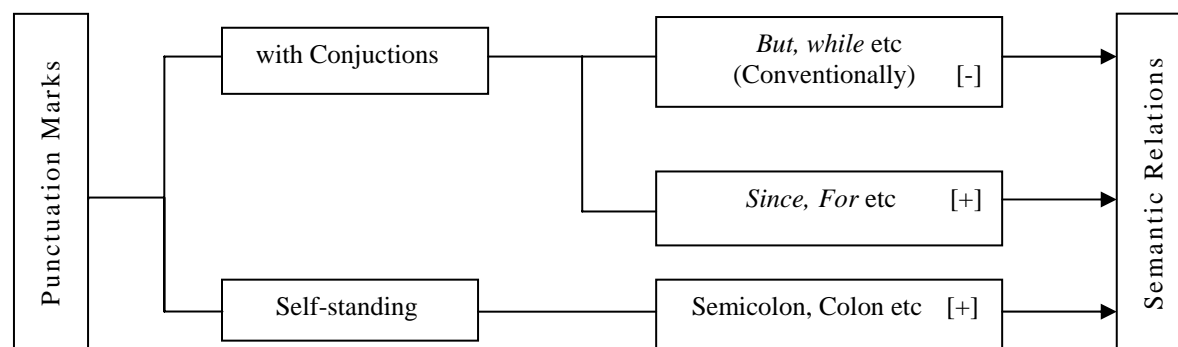 Punctuation Marks
with Conjuctions
But, while etc
(Conventionally) [-]
Since, For etc [+]
Self-standing
Semicolon, Colon etc [+]
Semantic Relations